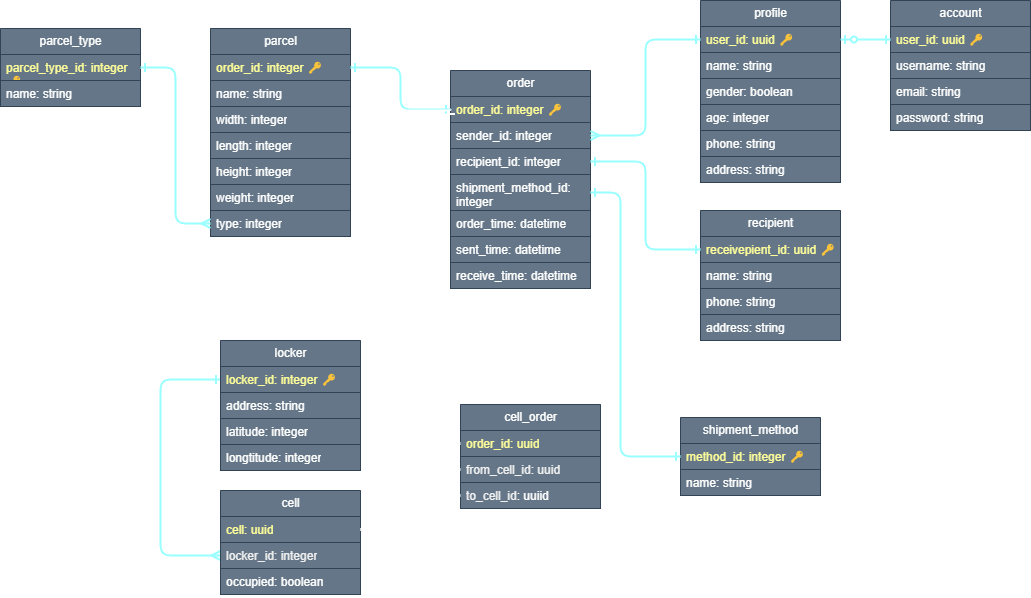 parcel_type
parcel_type_id: integer
name: string
parcel
order_id: integer
name: string
width: integer
length: integer
height: integer
weight: integer
type: integer
order
order_id: integer
sender_id: integer
recipient_id: integer
shipment_method_id:
integer
order_time: datetime
sent_time: datetime
receive_time: datetime
profile
user_id: uuid
name: string
gender: boolean
age: integer
phone: string
address: string
account
user_id: uuid
username: string
email: string
password: string
recipient
receivepient_id: uuid
name: string
phone: string
address: string
locker
locker_id: integer
address: string
latitude: integer
longtitude: integer
cell
cell: uuid
locker_id: integer
occupied: boolean
cell_order
order_id: uuid
from_cell_id: uuid
to_cell_id: uuiid
shipment_method
method_id: integer
name: string